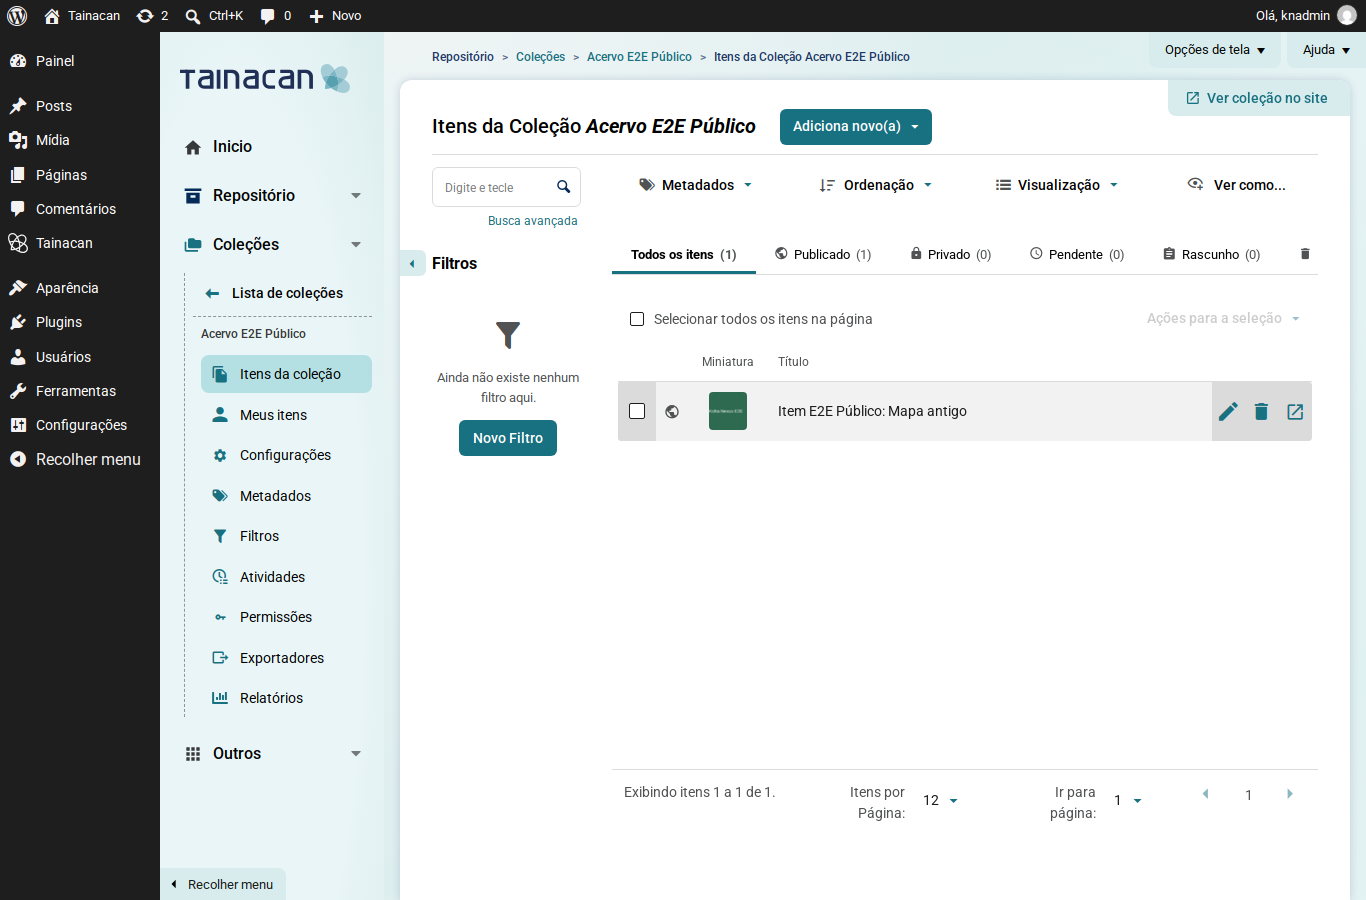 Tainacan
2
Ctrl+K
0
Novo
Olá, knadmin
Painel
Posts
Mídia
Páginas
Comentários
Tainacan
Aparência
Plugins
Usuários
Ferramentas
Configurações
Recolher menu
TAINACAN
Inicio
Repositório
Coleções
Lista de coleções
Acervo E2E Público
Itens da coleção
Meus itens
Configurações
Metadados
Filtros
Atividades
Permissões
Exportadores
Relatórios
Outros
Recolher menu
Repositório > Coleções > Acervo E2E Público > Itens da Coleção Acervo E2E Público
Opções de tela
Ajuda
Ver coleção no site
Itens da Coleção Acervo E2E Público
Adiciona novo(a)
Digite e tecle
Busca avançada
Metadados
Ordenação
Visualização
Ver como...
Filtros
Ainda não existe nenhum
filtro aqui.
Novo Filtro
Todos os itens (1)
Publicado (1)
Privado (0)
Pendente (0)
Rascunho (0)
Selecionar todos os itens na página
Ações para a seleção
Miniatura
Título
Item E2E Público: Mapa antigo
Exibindo itens 1 a 1 de 1.
Itens por
Página:
12
Ir para
página:
1
1